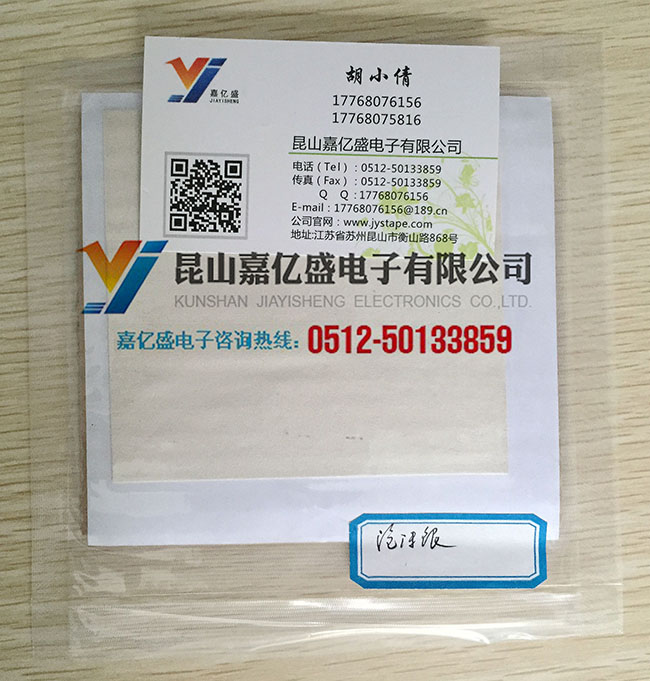 嘉亿盛
JIAYISHENG
胡小倩
17768076156
17768075816
昆山嘉亿盛电子有限公司
电话（Tel）: 0512-50133859
传真（Fax）: 0512-50133859
Q Q :17768076156
E-mail : 17768076156@189.cn
公司官网 : www.jystape.com
地址:江苏省苏州昆山市衡山路868号
昆山嘉亿盛电子有限公司
KUNSHAN JIAYISHENG ELECTRONICS CO.,LTD.
嘉亿盛电子咨询热线: 0512-50133859